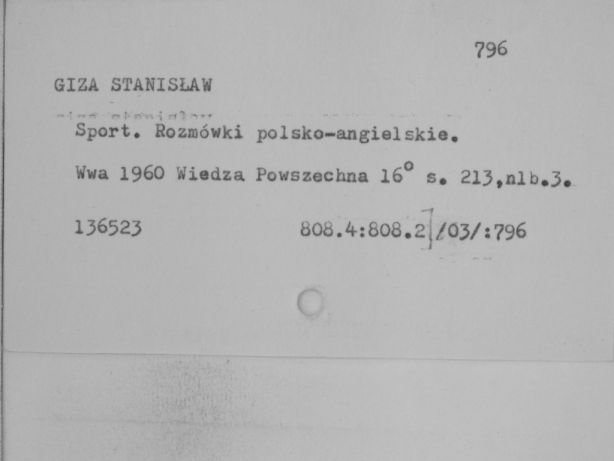 796
GIZA STANISŁAW
Sport. Rozmówki polsko-angielskie.
Wwa 1960 Wiedza Powszechna 16° s. 213,nlb.3.
136523 808.4:808.2/03/:796